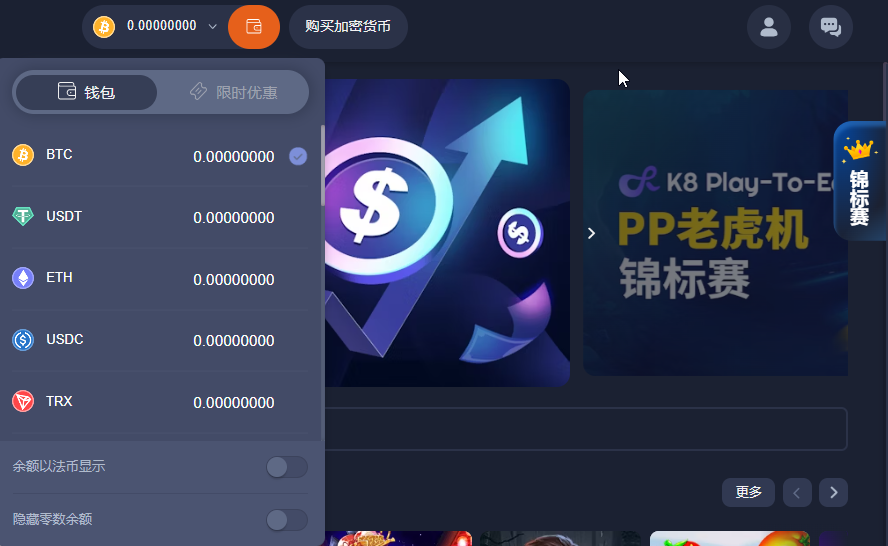 0.00000000
购买加密货币
钱包
限时优惠
BTC
0.00000000
USDT
0.00000000
ETH
0.00000000
USDC
0.00000000
TRX
0.00000000
余额以法币显示
隐藏零数余额
K8 Play-To-Ea
PP老虎机
锦标赛
锦标赛
更多